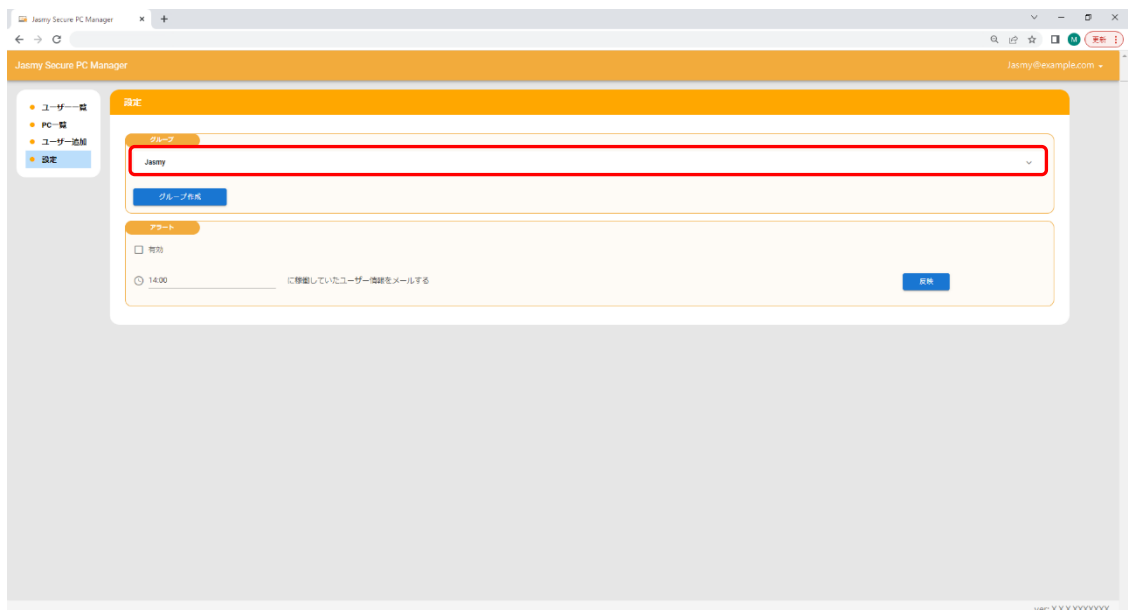 Jasmy Secure PC Manager
M
更新
Jasmy Secure PC Manager
Jasmy@example.com
ユーザー一覧
PC一覧
ユーザー追加
設定
設定
グループ
Jasmy
グループ作成
アラート
有効
14:00 に稼働していたユーザー情報をメールする
反映
ver: X.Y.X.XXXXXXX